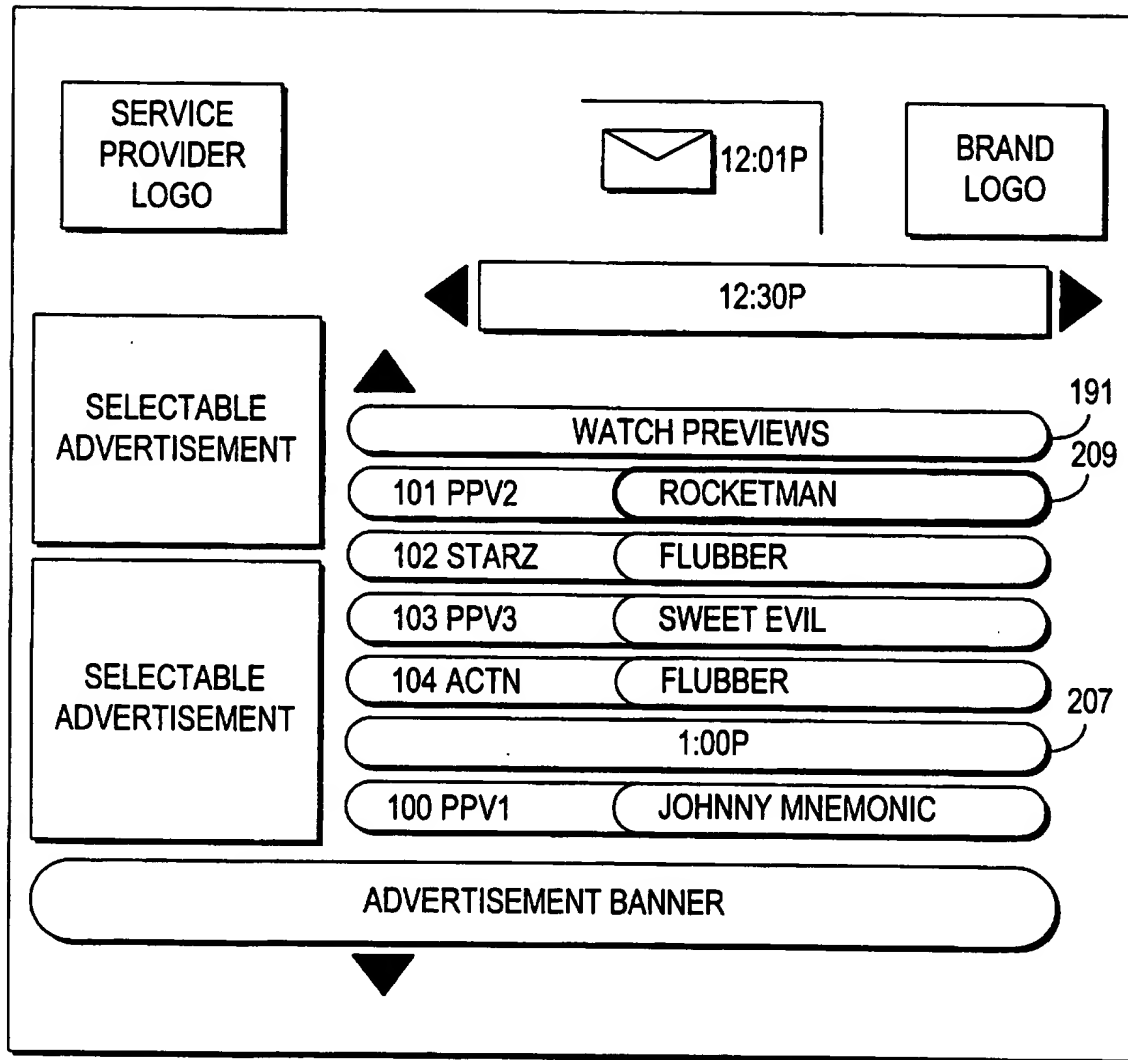 SERVICE
PROVIDER
LOGO
12:01P
BRAND
LOGO
12:30P
SELECTABLE
ADVERTISEMENT
WATCH PREVIEWS
191
101 PPV2 ROCKETMAN
209
102 STARZ FLUBBER
103 PPV3 SWEET EVIL
SELECTABLE
ADVERTISEMENT
104 ACTN FLUBBER
1:00P
207
100 PPV1 JOHNNY MNEMONIC
ADVERTISEMENT BANNER